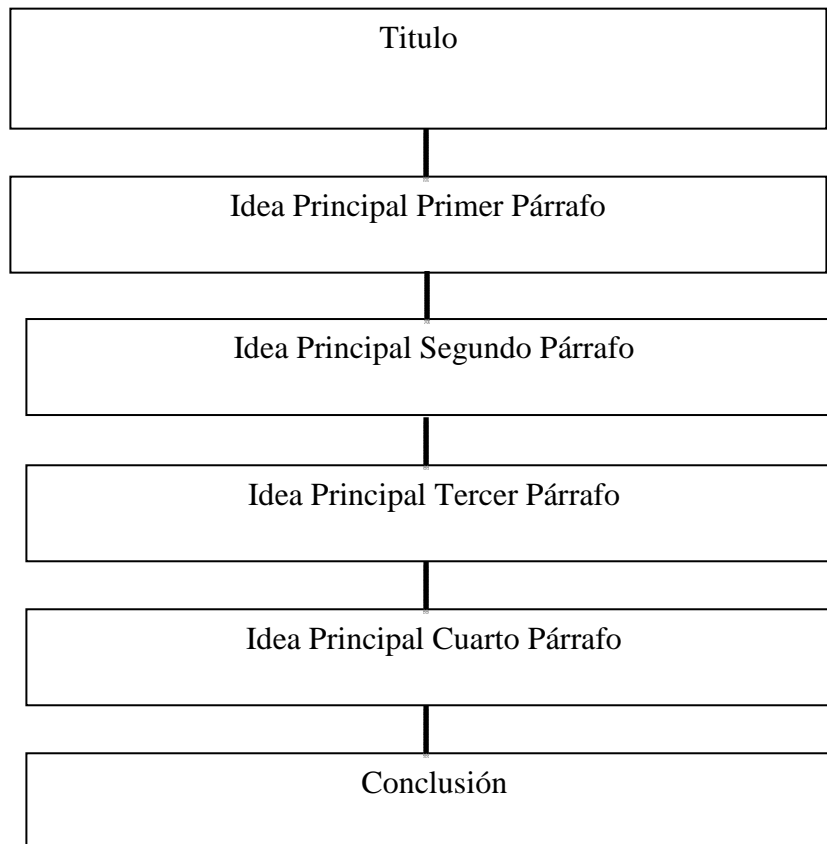 Titulo
Idea Principal Primer Párrafo
Idea Principal Segundo Párrafo
Idea Principal Tercer Párrafo
Idea Principal Cuarto Párrafo
Conclusión